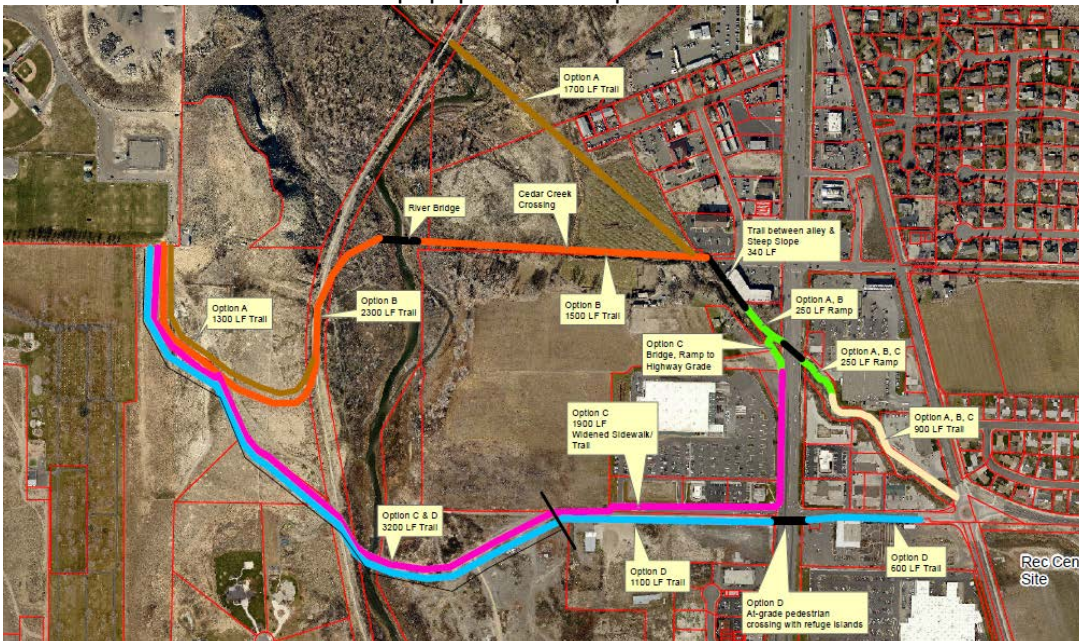 Option A
1700 LF Trail
River Bridge
Cedar Creek
Crossing
Trail between alley &
Steep Slope
340 LF
Option A
1300 LF Trail
Option B
2300 LF Trail
Option B
1500 LF Trail
Option A, B
250 LF Ramp
Option C
Bridge, Ramp to
Highway Grade
Option A, B, C
250 LF Ramp
Option C
1900 LF
Widened Sidewalk/
Trail
Option A, B, C
900 LF Trail
Option C & D
3200 LF Trail
Option D
1100 LF Trail
Option D
600 LF Trail
Option D
At-grade pedestrian
crossing with refuge islands
Rec Cen
Site